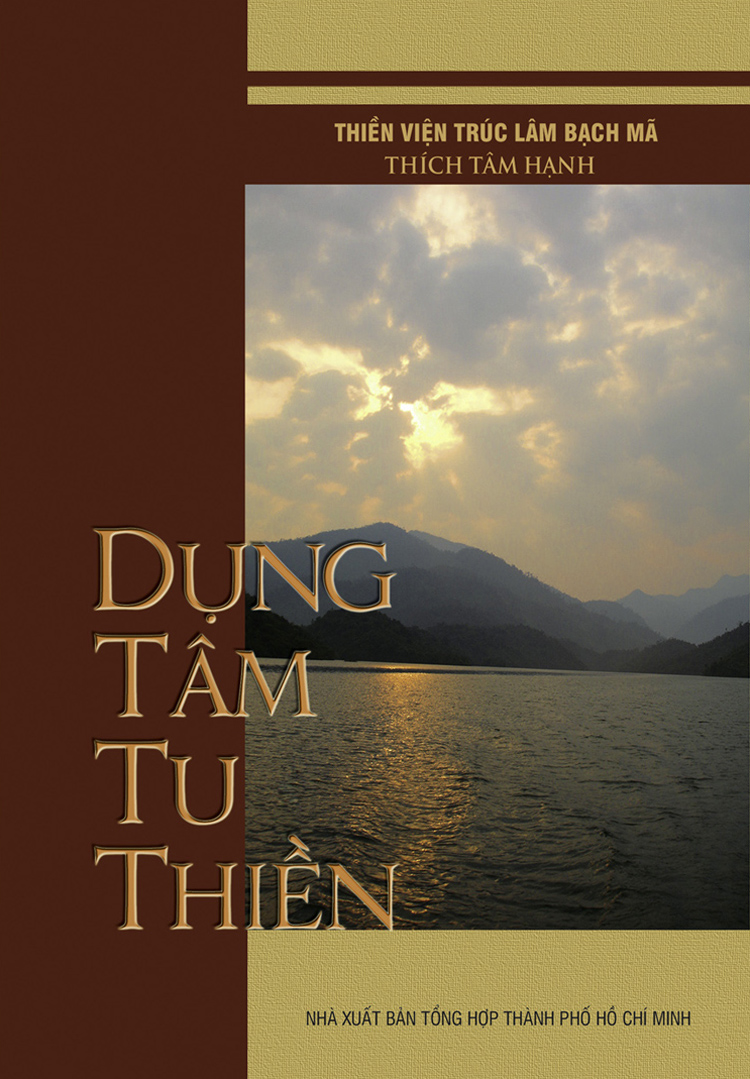 THIỀN VIỆN TRÚC LÂM BẠCH MÃ
THÍCH TÂM HẠNH
DỤNG
TÂM
TU
THIỀN
NHÀ XUẤT BẢN TỔNG HỢP THÀNH PHỐ HỒ CHÍ MINH